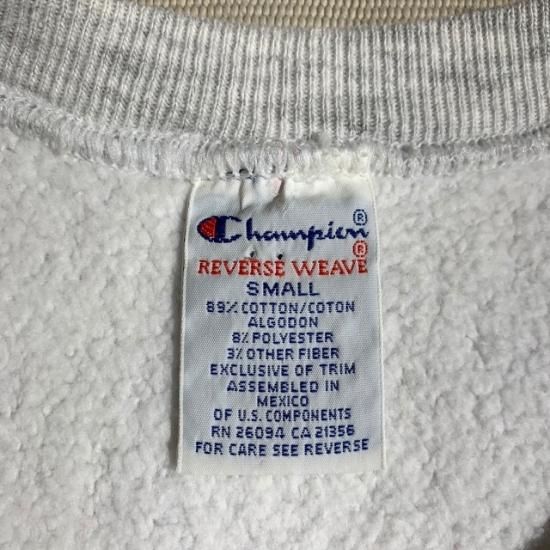 Champion®
REVERSE WEAVE®
SMALL
89% COTTON/COTON
ALGODON
8% POLYESTER
3% OTHER FIBER
EXCLUSIVE OF TRIM
ASSEMBLED IN
MEXICO
OF U.S. COMPONENTS
RN 26094 CA 21356
FOR CARE SEE REVERSE